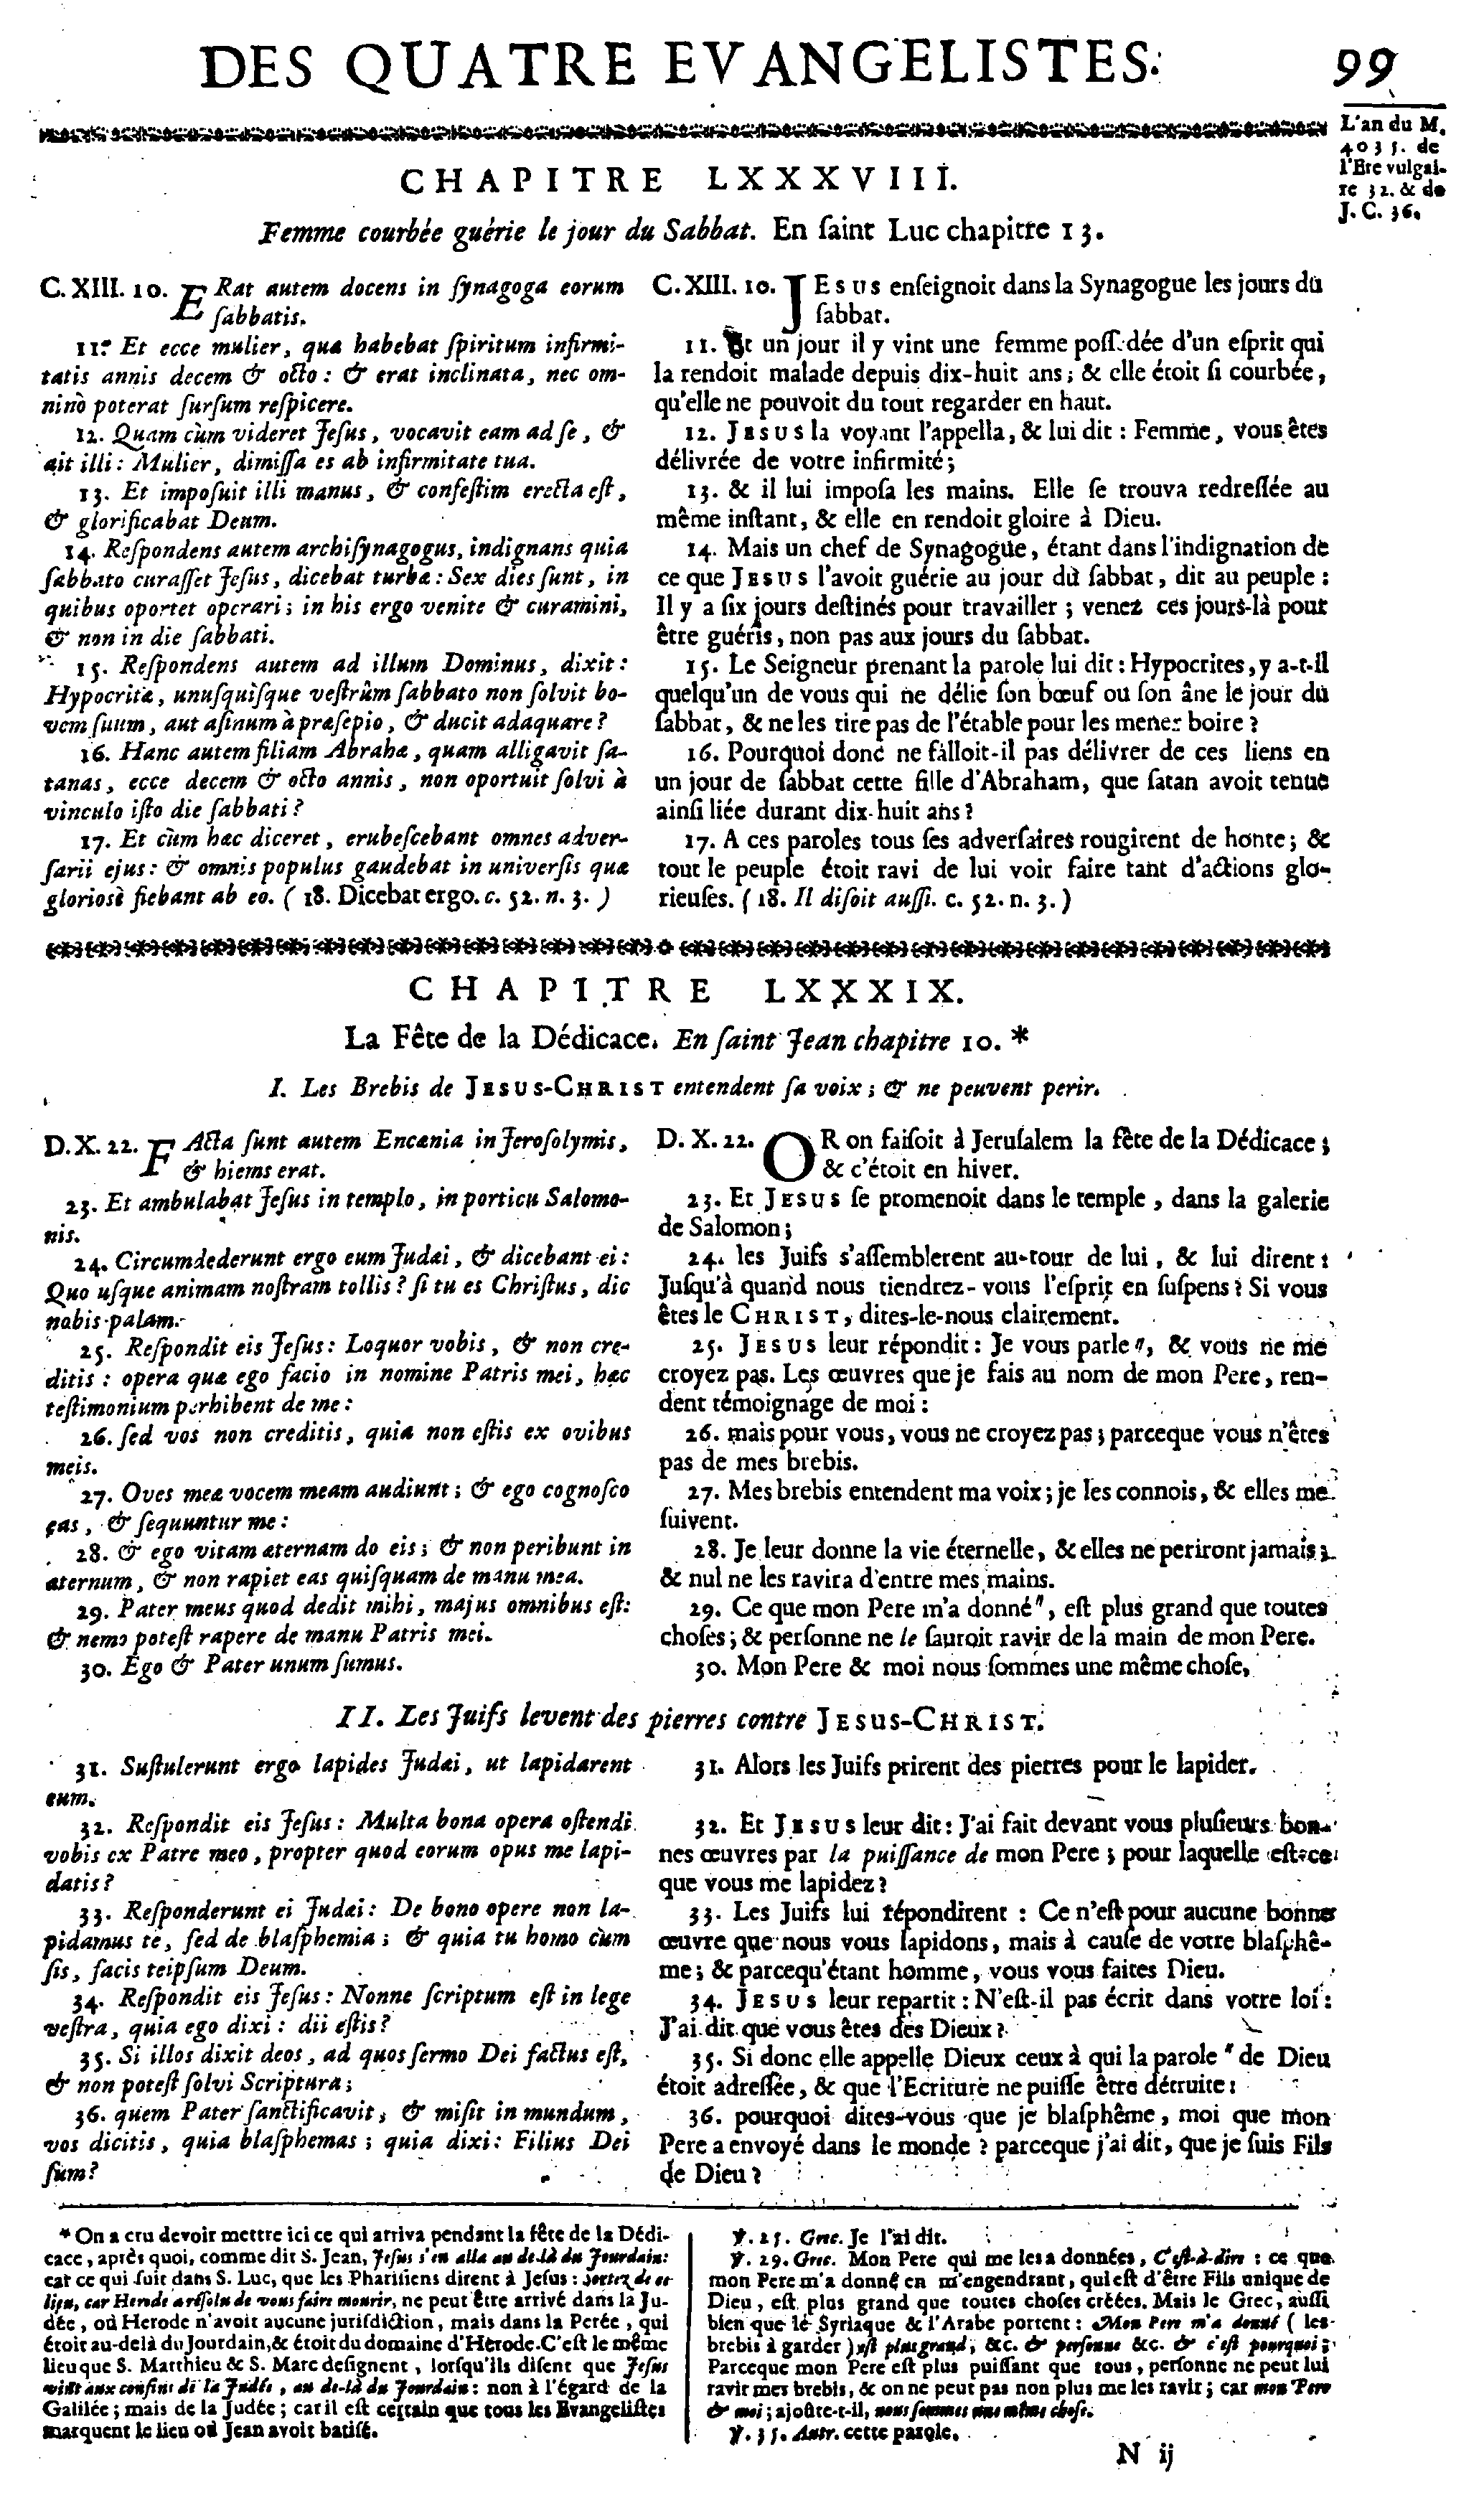 DES QUATRE EVANGELISTES.
99
L'an du M.
4035. de
l'Ere vulgai-
re 32. & de
J. C. 36.
CHAPITRE LXXXVIII.
Femme courbée guérie le jour du Sabbat. En ſaint Luc chapitre 13.
C. XIII. 10. ERat autem docens in ſynagoga eorum
ſabbatis.
11. Et ecce mulier, quæ habebat ſpiritum infirmi-
tatis annis decem & octo: & erat inclinata, nec om-
ninò poterat ſurſum reſpicere.
12. Quam cùm videret Jeſus, vocavit eam ad ſe, &
ait illi: Mulier, dimiſſa es ab infirmitate tua.
13. Et impoſuit illi manus, & confeſtim erecta eſt,
& glorificabat Deum.
14. Reſpondens autem archiſynagogus, indignans quia
ſabbato curaſſet Jeſus, dicebat turbæ: Sex dies ſunt, in
quibus oportet operari; in his ergo venite & curamini,
& non in die ſabbati.
15. Reſpondens autem ad illum Dominus, dixit:
Hypocritæ, unuſquiſque veſtrûm ſabbato non ſolvit bo-
vem ſuum, aut aſinum à præſepio, & ducit adaquare?
16. Hanc autem filiam Abrahæ, quam alligavit ſa-
tanas, ecce decem & octo annis, non oportuit ſolvi à
vinculo iſto die ſabbati?
17. Et cùm hæc diceret, erubeſcebant omnes adver-
ſarii ejus: & omnis populus gaudebat in univerſis quæ
glorioſè fiebant ab eo. ( 18. Dicebat ergo. c. 52. n. 3. )
C. XIII. 10. JESUS enſeignoit dans la Synagogue les jours du
ſabbat.
11. Et un jour il y vint une femme poſſedée d'un eſprit qui
la rendoit malade depuis dix-huit ans; & elle étoit ſi courbée,
qu'elle ne pouvoit du tout regarder en haut.
12. JESUS la voyant l'appella, & lui dit : Femme, vous êtes
délivrée de votre infirmité;
13. & il lui impoſa les mains. Elle ſe trouva redreſſée au
même inſtant, & elle en rendoit gloire à Dieu.
14. Mais un chef de Synagogue, étant dans l'indignation de
ce que JESUS l'avoit guérie au jour du ſabbat, dit au peuple :
Il y a ſix jours deſtinés pour travailler ; venez ces jours-là pour
être guéris, non pas aux jours du ſabbat.
15. Le Seigneur prenant la parole lui dit : Hypocrites, y a-t-il
quelqu'un de vous qui ne délie ſon bœuf ou ſon âne le jour du
ſabbat, & ne les tire pas de l'étable pour les mener boire ?
16. Pourquoi donc ne falloit-il pas délivrer de ces liens en
un jour de ſabbat cette fille d'Abraham, que ſatan avoit tenue
ainſi liée durant dix-huit ans?
17. A ces paroles tous ſes adverſaires rougirent de honte; &
tout le peuple étoit ravi de lui voir faire tant d'actions glo-
rieuſes. ( 18. Il diſoit auſſi. c. 52. n. 3. )
CHAPITRE LXXXIX.
La Fête de la Dédicace. En ſaint Jean chapitre 10. *
I. Les Brebis de JESUS-CHRIST entendent ſa voix; & ne peuvent perir.
D. X. 22. FActa ſunt autem Encænia in Jeroſolymis,
& hiems erat.
23. Et ambulabat Jeſus in templo, in porticu Salomo-
nis.
24. Circumdederunt ergo eum Judæi, & dicebant ei:
Quo uſque animam noſtram tollis? ſi tu es Chriſtus, dic
nobis palam.
25. Reſpondit eis Jeſus: Loquor vobis, & non cre-
ditis : opera quæ ego facio in nomine Patris mei, hæc
teſtimonium perhibent de me:
26. ſed vos non creditis, quia non eſtis ex ovibus
meis.
27. Oves meæ vocem meam audiunt; & ego cognoſco
eas, & ſequuntur me:
28. & ego vitam æternam do eis; & non peribunt in
æternum, & non rapiet eas quiſquam de manu mea.
29. Pater meus quod dedit mihi, majus omnibus eſt:
& nemo poteſt rapere de manu Patris mei.
30. Ego & Pater unum ſumus.
D. X. 22. OR on faiſoit à Jeruſalem la fête de la Dédicace;
& c'étoit en hiver.
23. Et JESUS ſe promenoit dans le temple, dans la galerie
de Salomon;
24. les Juifs s'aſſemblerent au-tour de lui, & lui dirent :
Juſqu'à quand nous tiendrez-vous l'eſprit en ſuſpens? Si vous
êtes le CHRIST, dites-le-nous clairement.
25. JESUS leur répondit : Je vous parle", & vous ne me
croyez pas. Les œuvres que je fais au nom de mon Pere, ren-
dent témoignage de moi :
26. mais pour vous, vous ne croyez pas; parceque vous n'êtes
pas de mes brebis.
27. Mes brebis entendent ma voix; je les connois, & elles me
ſuivent.
28. Je leur donne la vie éternelle, & elles ne periront jamais;
& nul ne les ravira d'entre mes mains.
29. Ce que mon Pere m'a donné", eſt plus grand que toutes
choſes; & perſonne ne le ſauroit ravir de la main de mon Pere.
30. Mon Pere & moi nous ſommes une même choſe,
II. Les Juifs levent des pierres contre JESUS-CHRIST.
31. Suſtulerunt ergo lapides Judæi, ut lapidarent
eum.
32. Reſpondit eis Jeſus: Multa bona opera oſtendi
vobis ex Patre meo, propter quod eorum opus me lapi-
datis?
33. Reſponderunt ei Judæi: De bono opere non la-
pidamus te, ſed de blaſphemia; & quia tu homo cùm
ſis, facis teipſum Deum.
34. Reſpondit eis Jeſus: Nonne ſcriptum eſt in lege
veſtra, quia ego dixi: dii eſtis?
35. Si illos dixit deos, ad quos ſermo Dei factus eſt,
& non poteſt ſolvi Scriptura;
36. quem Pater ſanctificavit, & miſit in mundum,
vos dicitis, quia blaſphemas; quia dixi: Filius Dei
ſum?
31. Alors les Juifs prirent des pierres pour le lapider.
32. Et JESUS leur dit : J'ai fait devant vous pluſieurs bon-
nes œuvres par la puiſſance de mon Pere; pour laquelle eſt-ce
que vous me lapidez?
33. Les Juifs lui répondirent : Ce n'eſt pour aucune bonne
œuvre que nous vous lapidons, mais à cauſe de votre blaſphê-
me; & parcequ'étant homme, vous vous faites Dieu.
34. JESUS leur repartit : N'eſt-il pas écrit dans votre loi :
J'ai dit que vous êtes des Dieux?
35. Si donc elle appelle Dieux ceux à qui la parole " de Dieu
étoit adreſſée, & que l'Ecriture ne puiſſe être détruite;
36. pourquoi dites-vous que je blaſphême, moi que mon
Pere a envoyé dans le monde ? parceque j'ai dit, que je ſuis Fils
de Dieu ?
* On a cru devoir mettre ici ce qui arriva pendant la fête de la Dédi-
cace, après quoi, comme dit S. Jean, Jeſus s'en alla au de-là du Jourdain:
car ce qui ſuit dans S. Luc, que les Phariſiens dirent à Jeſus : ſortez de ce
lieu, car Herode a réſolu de vous faire mourir, ne peut être arrivé dans la Ju-
dée, où Herode n'avoit aucune juriſdiction, mais dans la Perée, qui
étoit au-delà du Jourdain, & étoit du domaine d'Hérode. C'eſt le même
lieu que S. Matthieu & S. Marc deſignent, lorſqu'ils diſent que Jeſus
vint aux confins de la Judée, au de-là du Jourdain : non à l'égard de la
Galilée; mais de la Judée; car il eſt certain que tous les Evangeliſtes
marquent le lieu où Jean avoit batiſé.
℣. 25. Grec. Je l'ai dit.
℣. 29. Grec. Mon Pere qui me les a données, C'eſt-à-dire : ce que
mon Pere m'a donné en m'engendrant, qui eſt d'être Fils unique de
Dieu, eſt plus grand que toutes choſes créées. Mais le Grec, auſſi
bien que le Syriaque & l'Arabe portent : Mon Pere m'a donné ( les
brebis à garder ) eſt plus grand, &c. & perſonne &c. & c'eſt pourquoi:
Parceque mon Pere eſt plus puiſſant que tous, perſonne ne peut lui
ravir mes brebis, & on ne peut pas non plus me les ravir; car mon Pere
& moi; ajoûte-t-il, nous ſommes une même choſe.
℣. 35. Autr. cette parole.
N ij